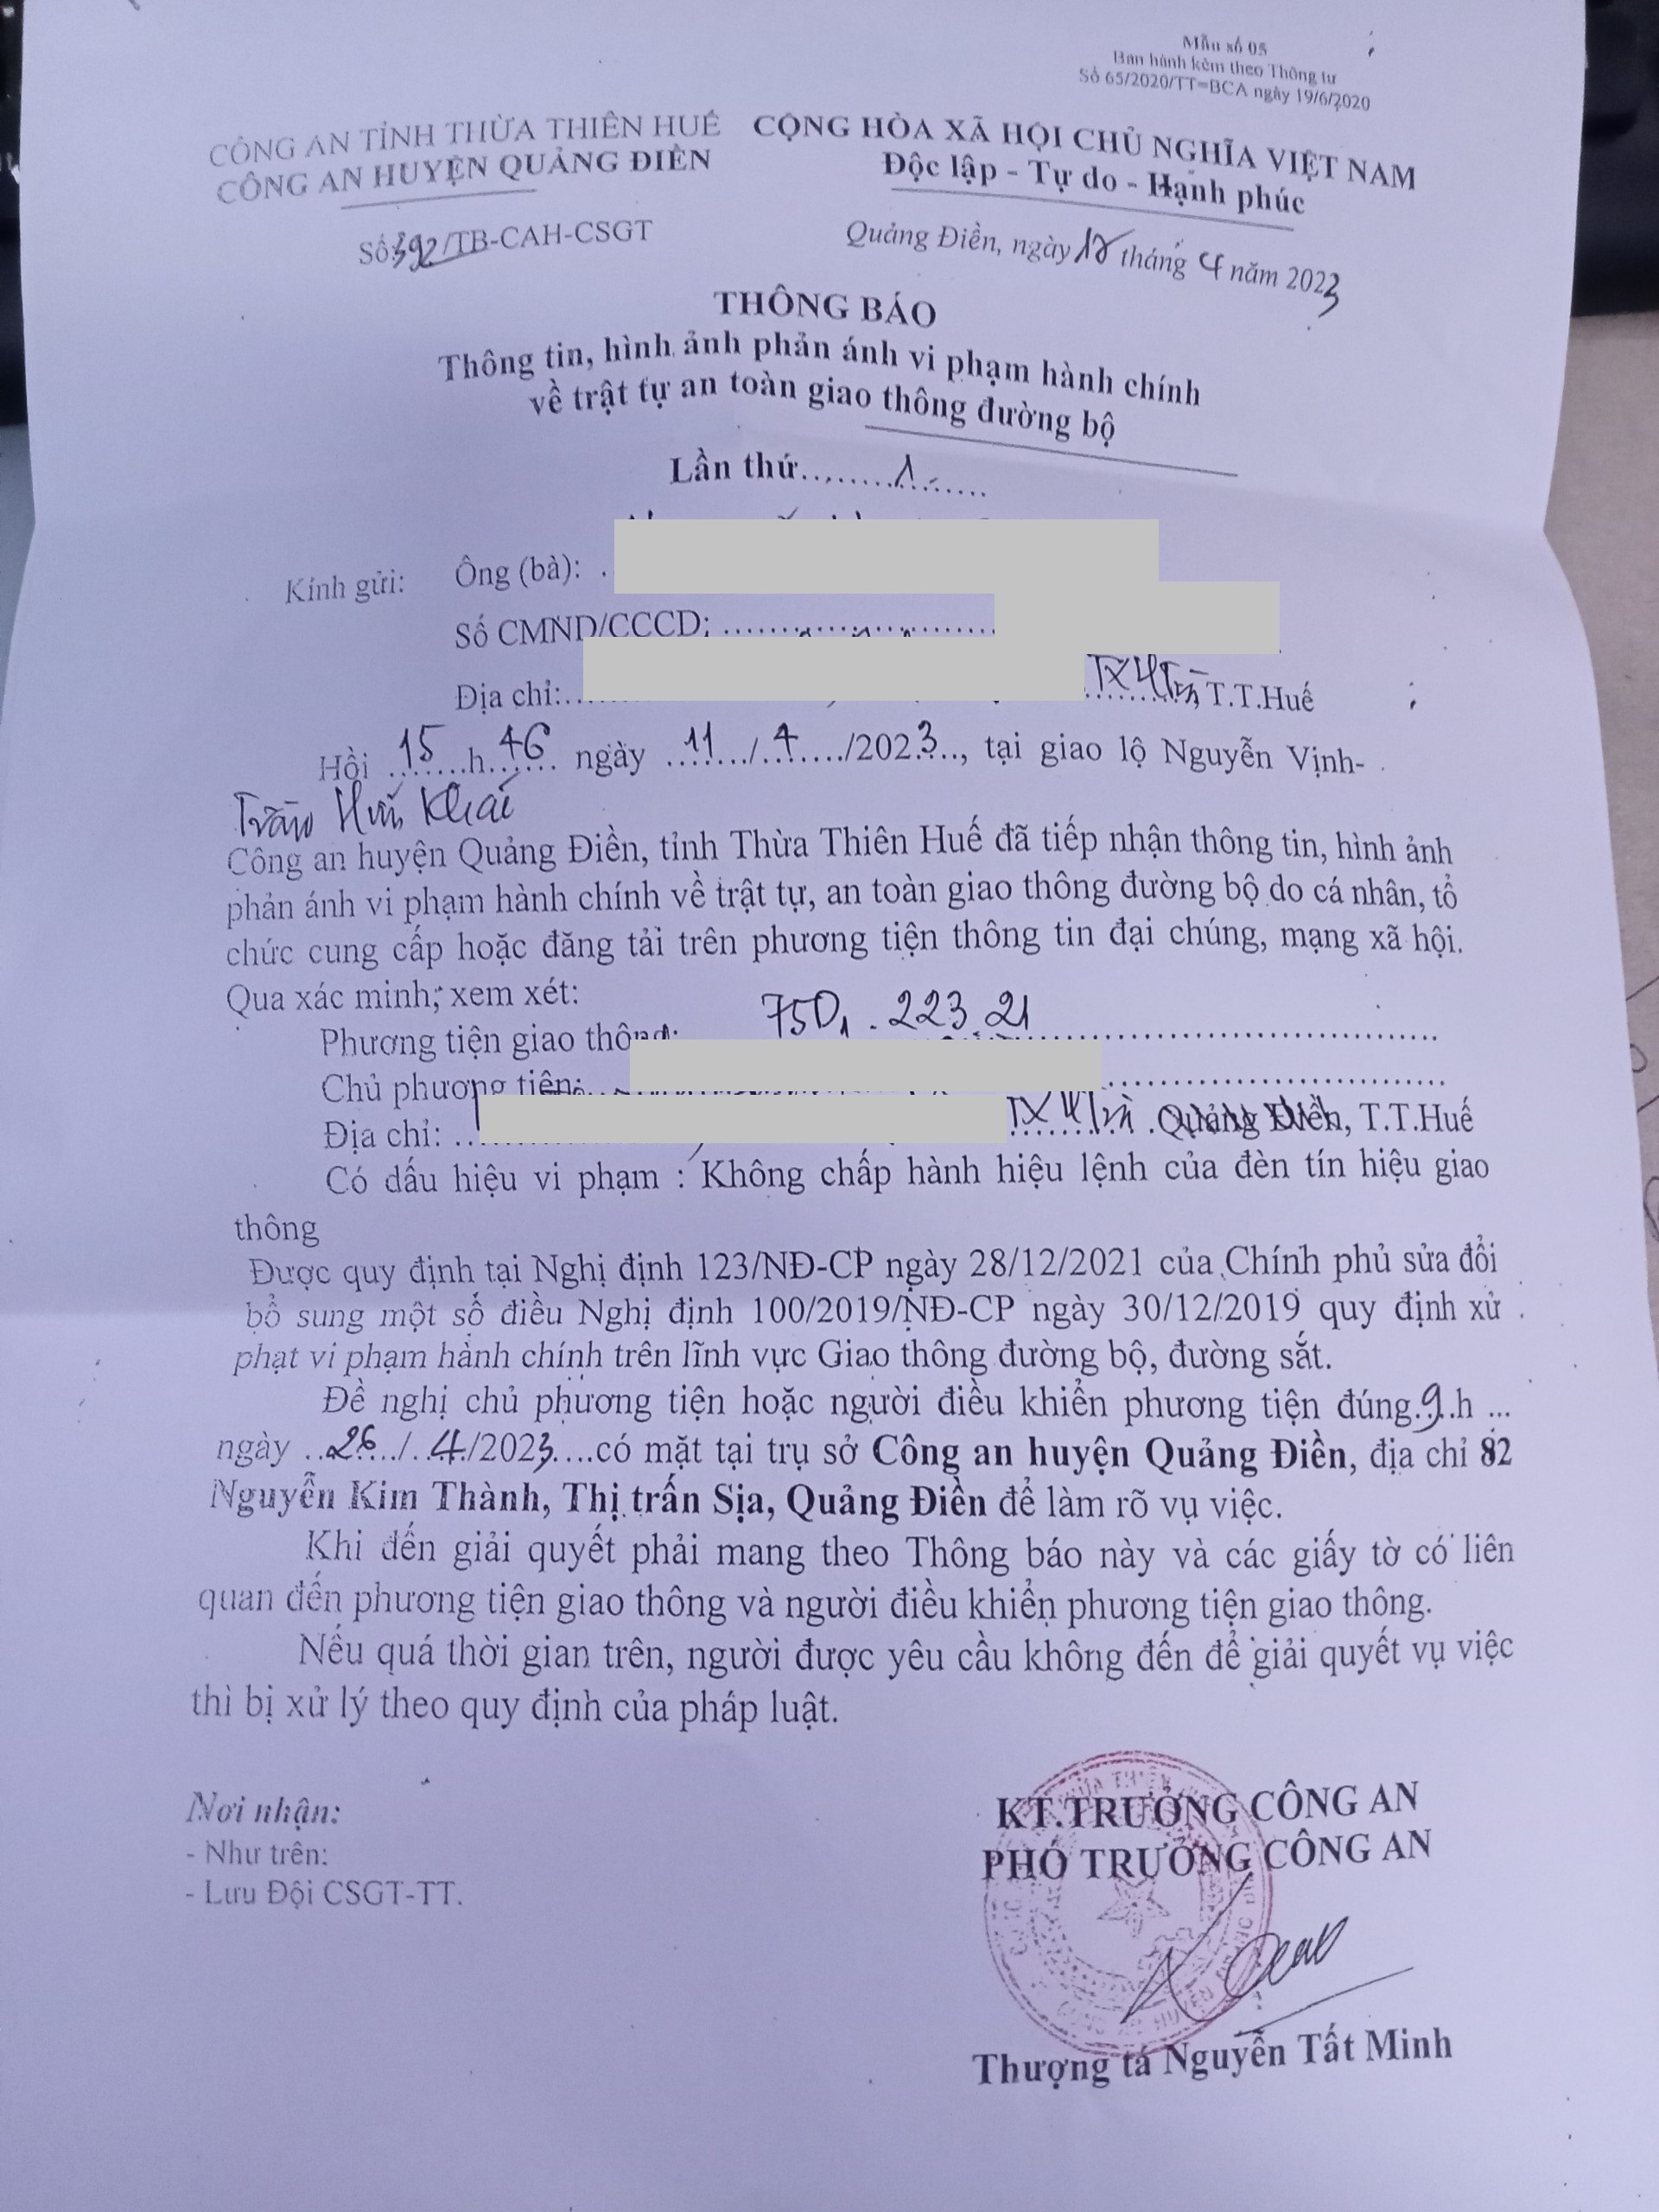 Mẫu số 05
Ban hành kèm theo Thông tư
Số 65/2020/TT-BCA ngày 19/6/2020
CÔNG AN TỈNH THỪA THIÊN HUẾ
CÔNG AN HUYỆN QUẢNG ĐIỀN
CỘNG HÒA XÃ HỘI CHỦ NGHĨA VIỆT NAM
Độc lập - Tự do - Hạnh phúc
Số: 392/TB-CAH-CSGT
Quảng Điền, ngày 18 tháng 4 năm 2023
THÔNG BÁO
Thông tin, hình ảnh phản ánh vi phạm hành chính
về trật tự an toàn giao thông đường bộ
Lần thứ.........1.......
Kính gửi: Ông (bà): .
Số CMND/CCCD: ........................
Địa chỉ:.... TX H Trà, T.T.Huế
Hồi 15 h 46 ngày 11 / 4 /2023.., tại giao lộ Nguyễn Vịnh-
Trần Hữu Khải
Công an huyện Quảng Điền, tỉnh Thừa Thiên Huế đã tiếp nhận thông tin, hình ảnh
phản ánh vi phạm hành chính về trật tự, an toàn giao thông đường bộ do cá nhân, tổ
chức cung cấp hoặc đăng tải trên phương tiện thông tin đại chúng, mạng xã hội.
Qua xác minh, xem xét:
Phương tiện giao thông: 75D1.223.21
Chủ phương tiện:
Địa chỉ: ... TX H Trà Quảng Điền, T.T.Huế
Có dấu hiệu vi phạm : Không chấp hành hiệu lệnh của đèn tín hiệu giao
thông
Được quy định tại Nghị định 123/NĐ-CP ngày 28/12/2021 của Chính phủ sửa đổi
bổ sung một số điều Nghị định 100/2019/NĐ-CP ngày 30/12/2019 quy định xử
phạt vi phạm hành chính trên lĩnh vực Giao thông đường bộ, đường sắt.
Đề nghị chủ phương tiện hoặc người điều khiển phương tiện đúng.9.h ...
ngày ..26../..4./2023....có mặt tại trụ sở Công an huyện Quảng Điền, địa chỉ 82
Nguyễn Kim Thành, Thị trấn Sịa, Quảng Điền để làm rõ vụ việc.
Khi đến giải quyết phải mang theo Thông báo này và các giấy tờ có liên
quan đến phương tiện giao thông và người điều khiển phương tiện giao thông.
Nếu quá thời gian trên, người được yêu cầu không đến để giải quyết vụ việc
thì bị xử lý theo quy định của pháp luật.
Nơi nhận:
- Như trên:
- Lưu Đội CSGT-TT.
KT.TRƯỞNG CÔNG AN
PHÓ TRƯỞNG CÔNG AN
Thượng tá Nguyễn Tất Minh